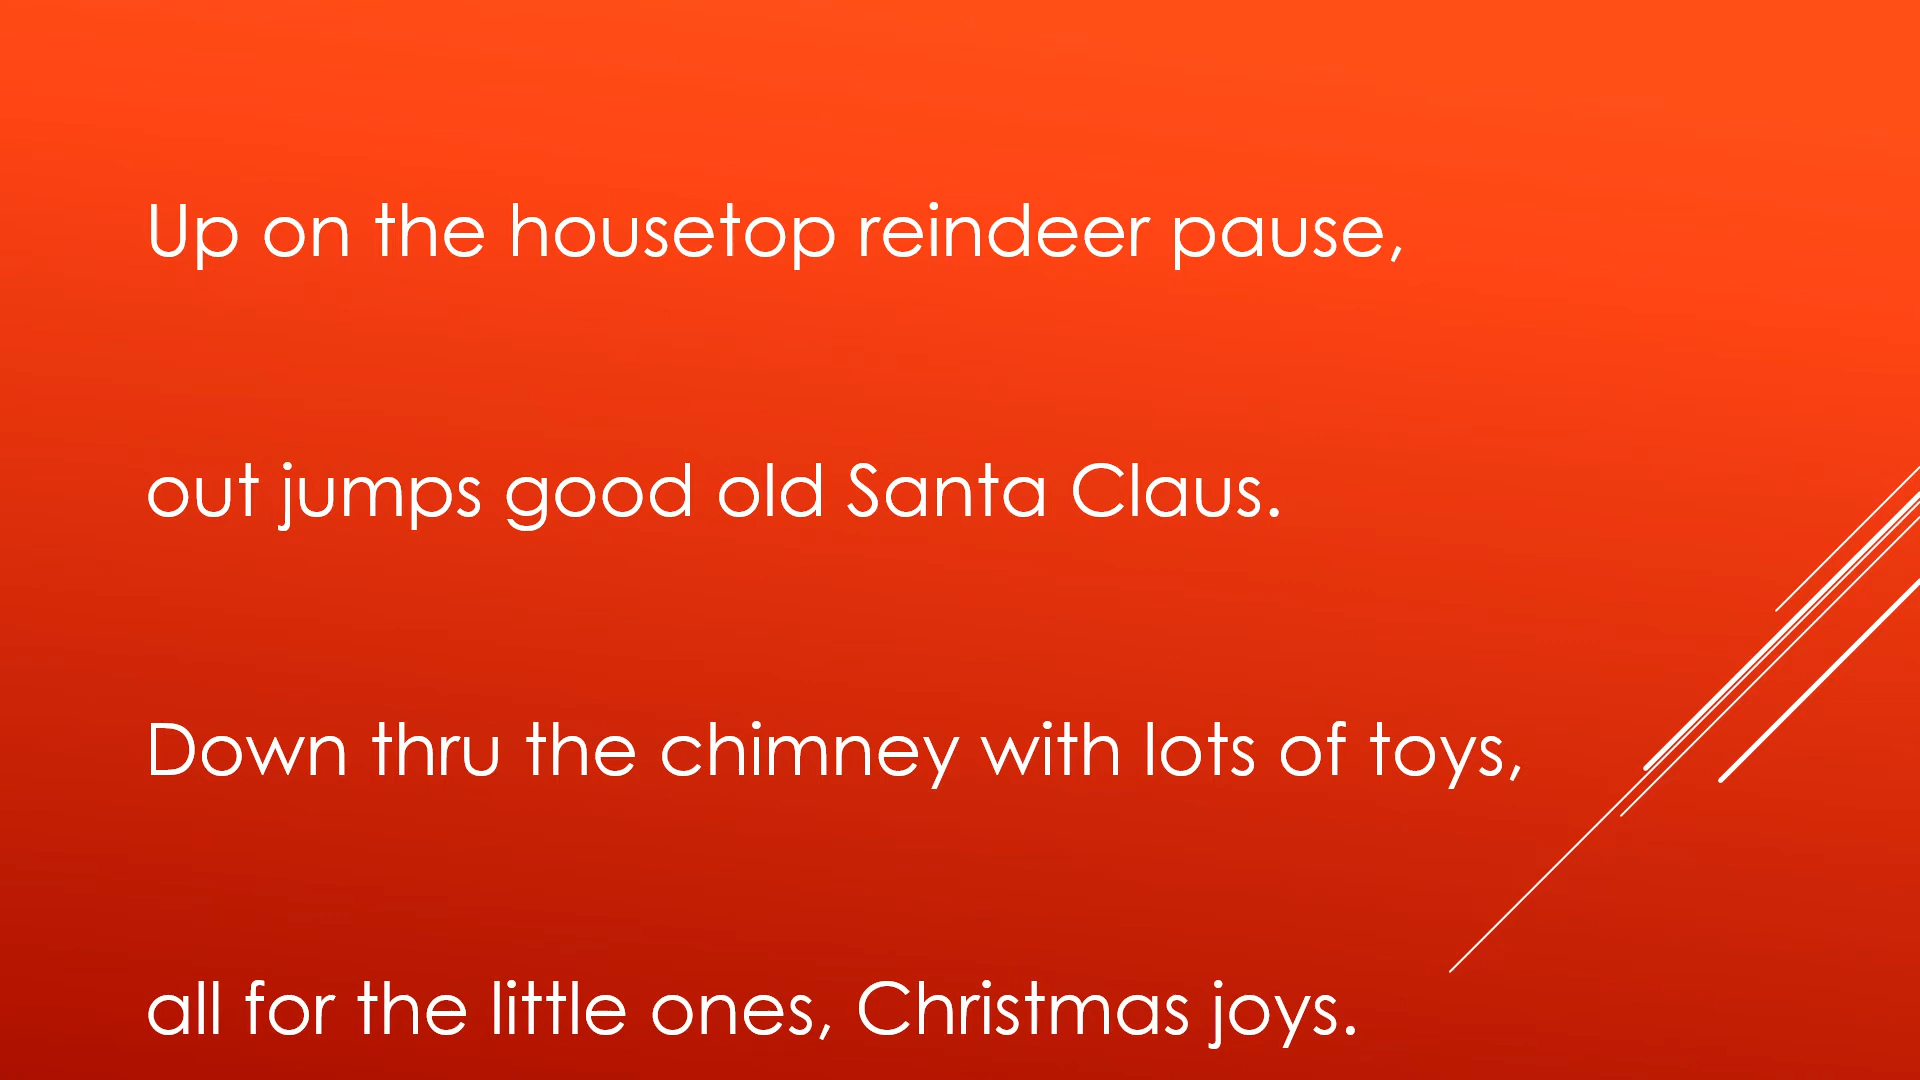 Up on the housetop reindeer pause,
out jumps good old Santa Claus.
Down thru the chimney with lots of toys,
all for the little ones, Christmas joys.